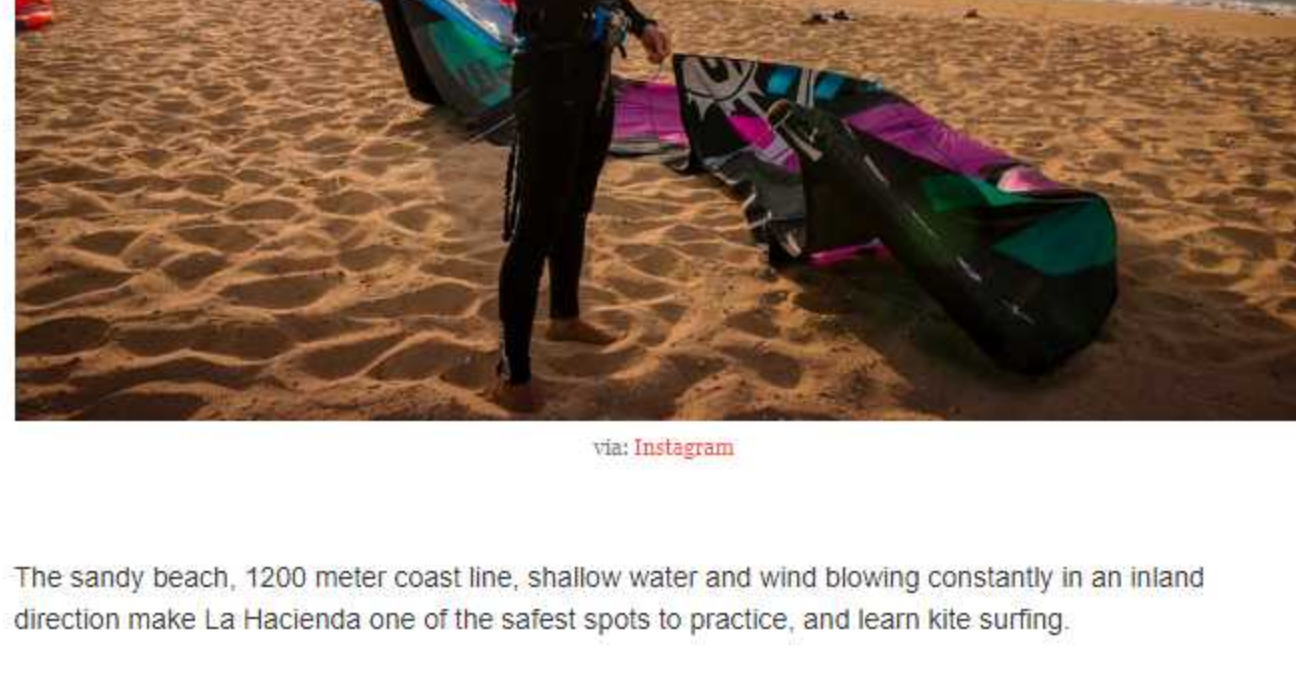 via: Instagram
The sandy beach, 1200 meter coast line, shallow water and wind blowing constantly in an inland
direction make La Hacienda one of the safest spots to practice, and learn kite surfing.